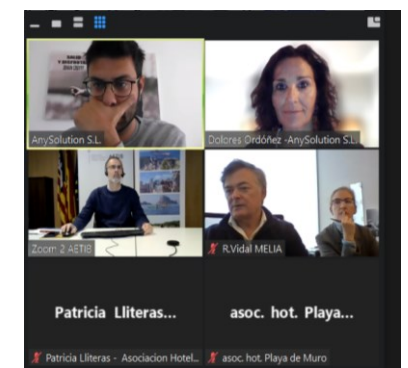 AnySolution S.L.
Dolores Ordóñez -AnySolution S.L.
Zoom 2 AETIB
R.Vidal MELIA
Patricia Lliteras...
asoc. hot. Playa...
Patricia Lliteras - Asociacion Hotel...
asoc. hot. Playa de Muro